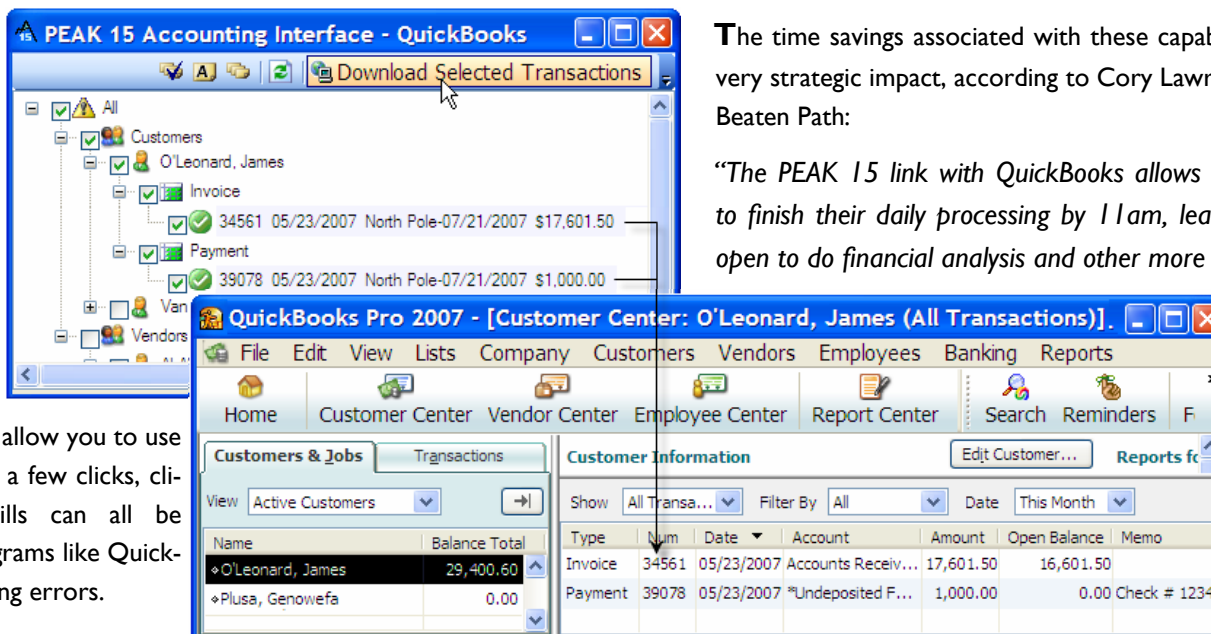 PEAK 15 Accounting Interface - QuickBooks
Download Selected Transactions
All
Customers
O'Leonard, James
Invoice
34561 05/23/2007 North Pole-07/21/2007 $17,601.50
Payment
39078 05/23/2007 North Pole-07/21/2007 $1,000.00
Van
Vendors
The time savings associated with these capab
very strategic impact, according to Cory Lawr
Beaten Path:
“The PEAK 15 link with QuickBooks allows
to finish their daily processing by 11am, lea
open to do financial analysis and other more
allow you to use
a few clicks, cli-
ills can all be
grams like Quick-
ng errors.
QuickBooks Pro 2007 - [Customer Center: O'Leonard, James (All Transactions)].
File Edit View Lists Company Customers Vendors Employees Banking Reports
Home Customer Center Vendor Center Employee Center Report Center Search Reminders F
Customers & Jobs Transactions
View Active Customers
Name Balance Total
O'Leonard, James 29,400.60
Plusa, Genowefa 0.00
Customer Information Edit Customer... Reports fo
Show All Transa... Filter By All Date This Month
Type Num Date Account Amount Open Balance Memo
Invoice 34561 05/23/2007 Accounts Receiv... 17,601.50 16,601.50
Payment 39078 05/23/2007 *Undeposited F... 1,000.00 0.00 Check # 1234